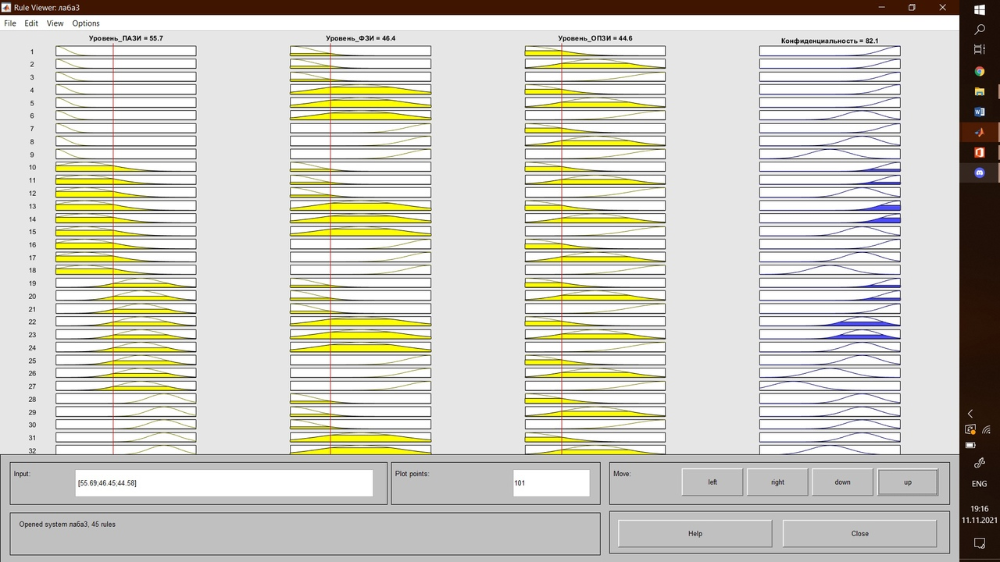 Rule Viewer: лаба3
File Edit View Options
Уровень_ПАЗИ = 55.7
Уровень_ФЗИ = 46.4
Уровень_ОПЗИ = 44.6
Конфиденциальность = 82.1
1
2
3
4
5
6
7
8
9
10
11
12
13
14
15
16
17
18
19
20
21
22
23
24
25
26
27
28
29
30
31
32
Input:
[55.69;46.45;44.58]
Plot points:
101
Move:
left right down up
Opened system лаба3, 45 rules
Help Close
ENG
19:16
11.11.2021